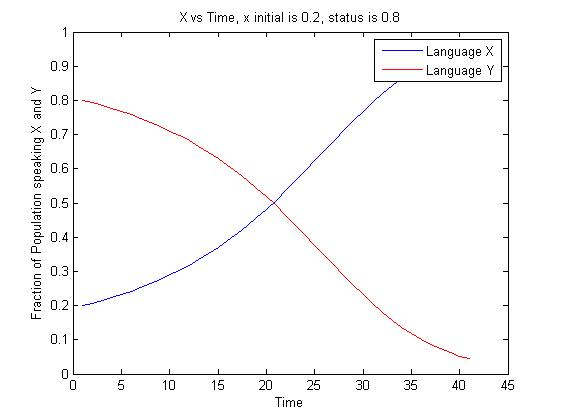 X vs Time, x initial is 0.2, status is 0.8
Fraction of Population speaking X and Y
1
0.9
0.8
0.7
0.6
0.5
0.4
0.3
0.2
0.1
0
Language X
Language Y
0 5 10 15 20 25 30 35 40 45
Time